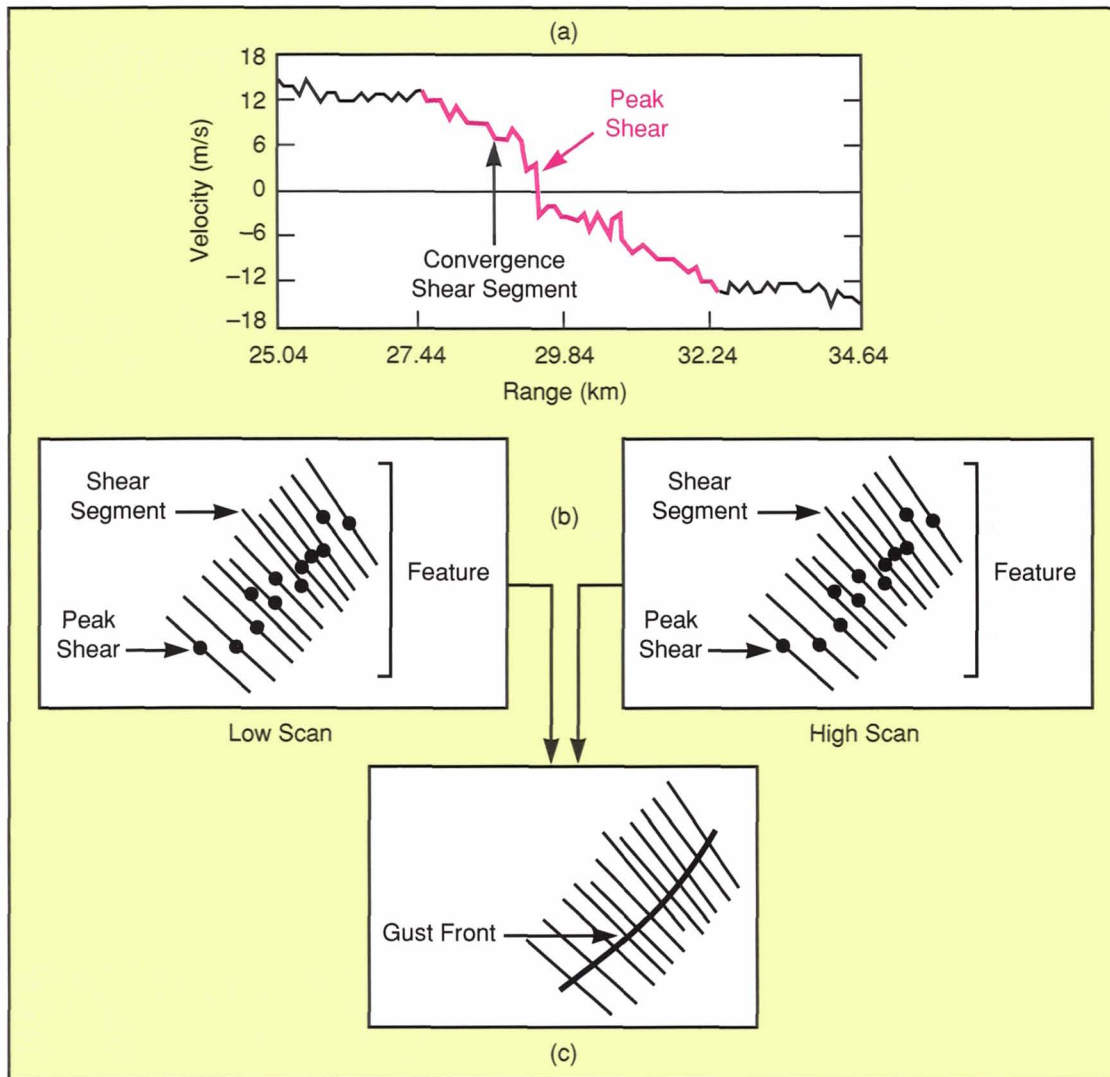 (a)
18
12
6
0
−6
−12
−18
Velocity (m/s)
Peak
Shear
Convergence
Shear Segment
25.04
27.44
29.84
32.24
34.64
Range (km)
(b)
Shear
Segment
Peak
Shear
Feature
Low Scan
Shear
Segment
Peak
Shear
Feature
High Scan
Gust Front
(c)